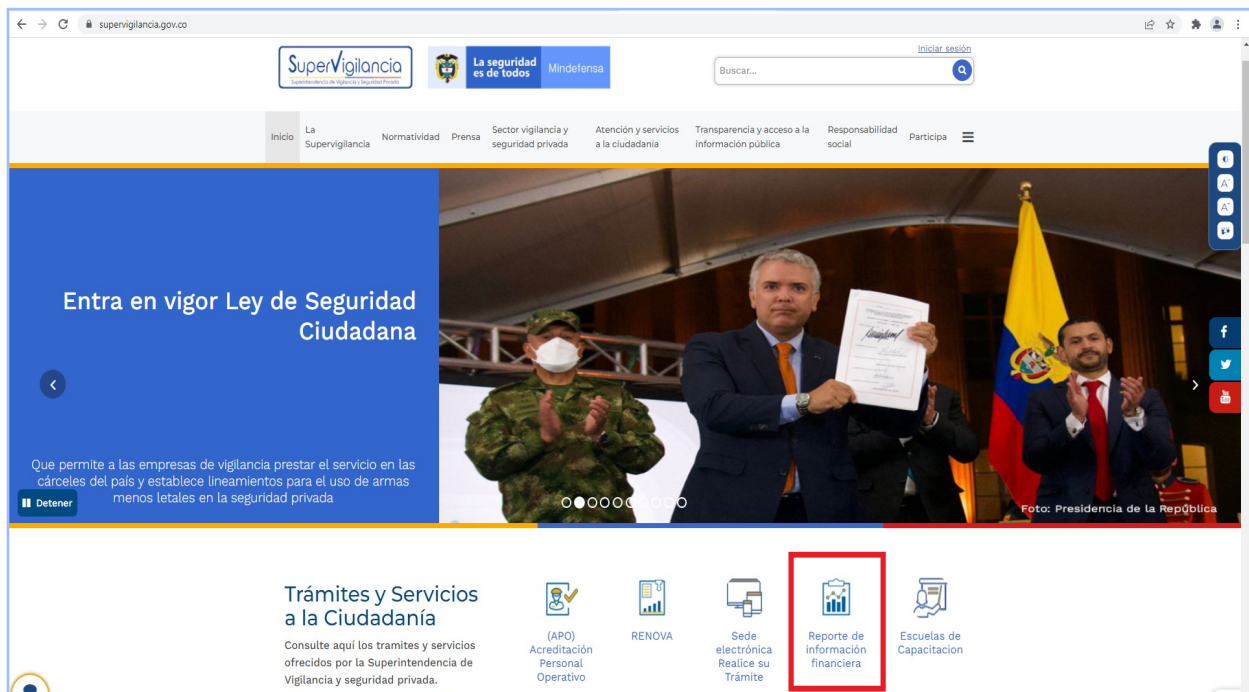 supervigilancia.gov.co
SuperVigilancia
Superintendencia de Vigilancia y Seguridad Privada
La seguridad
es de todos
Mindefensa
Iniciar sesión
Buscar...
Inicio
La
Supervigilancia
Normatividad
Prensa
Sector vigilancia y
seguridad privada
Atención y servicios
a la ciudadanía
Transparencia y acceso a la
información pública
Responsabilidad
social
Participa
Entra en vigor Ley de Seguridad
Ciudadana
Que permite a las empresas de vigilancia prestar el servicio en las
cárceles del país y establece lineamientos para el uso de armas
menos letales en la seguridad privada
Detener
Foto: Presidencia de la República
Trámites y Servicios
a la Ciudadanía
Consulte aquí los tramites y servicios
ofrecidos por la Superintendencia de
Vigilancia y seguridad privada.
(APO)
Acreditación
Personal
Operativo
RENOVA
Sede
electrónica
Realice su
Trámite
Reporte de
información
financiera
Escuelas de
Capacitacion